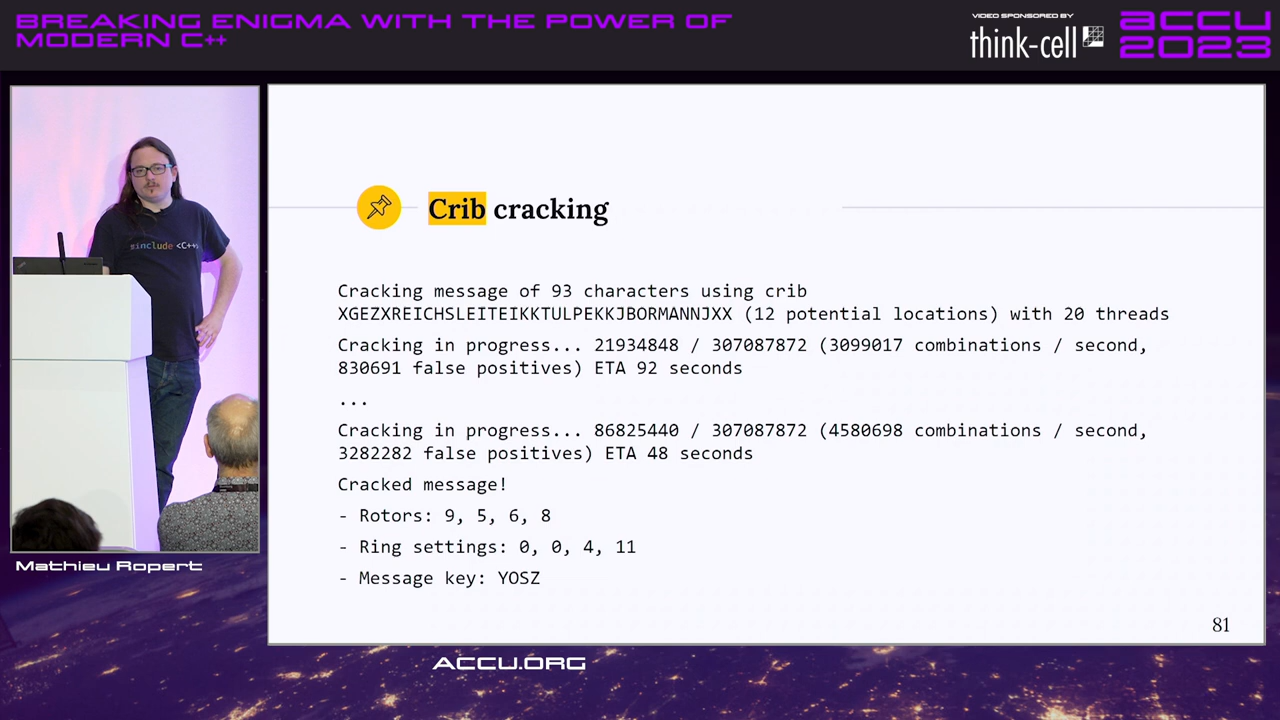 BREAKING ENIGMA WITH THE POWER OF
MODERN C++
VIDEO SPONSORED BY
think-cell
accu
2023
#include <C++>
Crib cracking
Cracking message of 93 characters using crib
XGEZXREICHSLEITEIKKTULPEKKJBORMANNJXX (12 potential locations) with 20 threads
Cracking in progress... 21934848 / 307087872 (3099017 combinations / second,
830691 false positives) ETA 92 seconds
...
Cracking in progress... 86825440 / 307087872 (4580698 combinations / second,
3282282 false positives) ETA 48 seconds
Cracked message!
- Rotors: 9, 5, 6, 8
- Ring settings: 0, 0, 4, 11
- Message key: YOSZ
81
Mathieu Ropert
ACCU.ORG